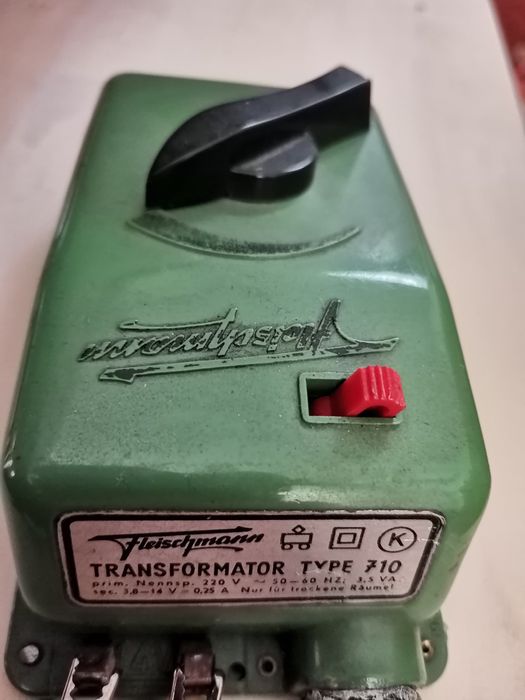 Fleischmann
Fleischmann K
TRANSFORMATOR TYPE 710
prim. Nennsp. 220 V ~ 50–60 HZ; 3,5 VA
sec. 3,8–14 V = 0,25 A Nur für trockene Räume!